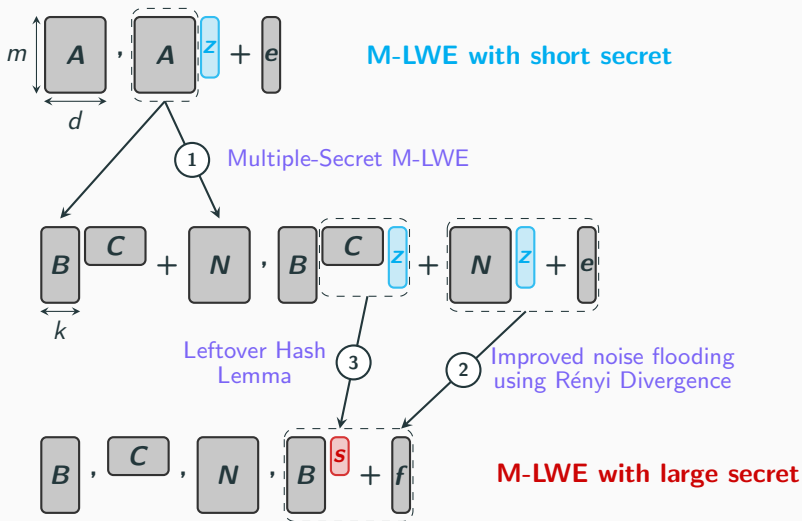 m A , A z + e M-LWE with short secret
d
1 Multiple-Secret M-LWE
B C + N , B C z + N z + e
k
Leftover Hash
Lemma
3
2
Improved noise flooding
using Rényi Divergence
B , C , N , B s + f M-LWE with large secret